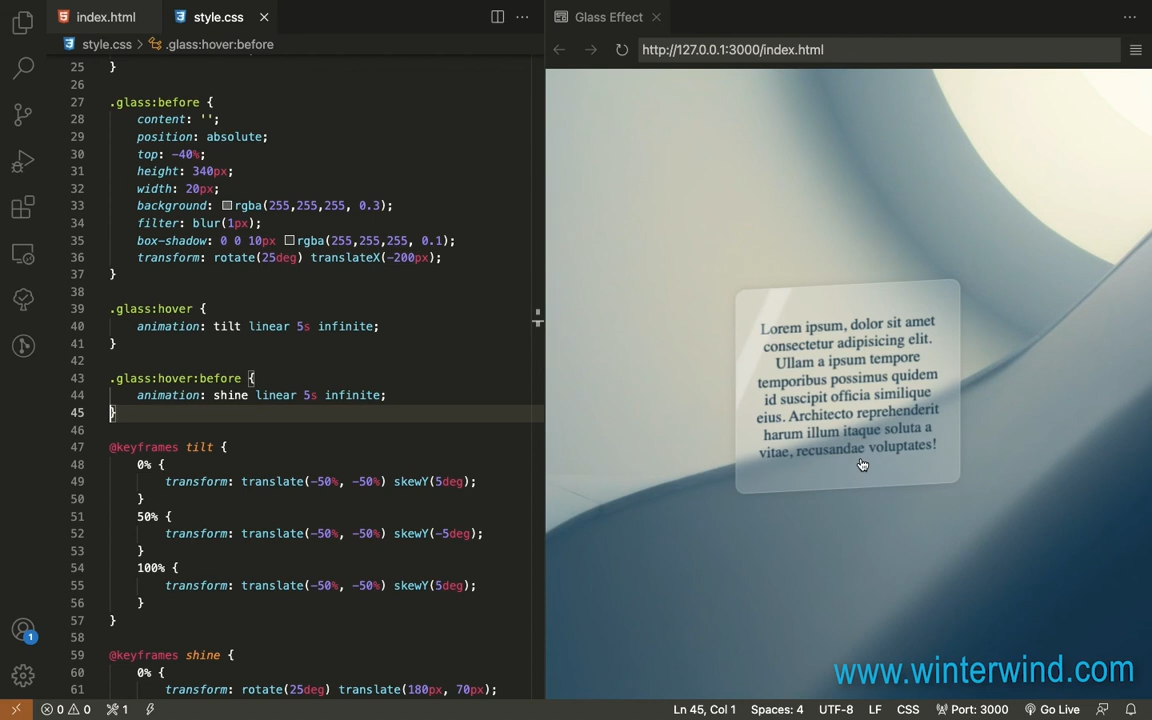 index.html
style.css
Glass Effect
style.css > .glass:hover:before
http://127.0.0.1:3000/index.html
25 }
26
27 .glass:before {
28 content: '';
29 position: absolute;
30 top: -40%;
31 height: 340px;
32 width: 20px;
33 background: rgba(255,255,255, 0.3);
34 filter: blur(1px);
35 box-shadow: 0 0 10px rgba(255,255,255, 0.1);
36 transform: rotate(25deg) translateX(-200px);
37 }
38
39 .glass:hover {
40 animation: tilt linear 5s infinite;
41 }
42
43 .glass:hover:before {
44 animation: shine linear 5s infinite;
45 }
46
47 @keyframes tilt {
48 0% {
49 transform: translate(-50%, -50%) skewY(5deg);
50 }
51 50% {
52 transform: translate(-50%, -50%) skewY(-5deg);
53 }
54 100% {
55 transform: translate(-50%, -50%) skewY(5deg);
56 }
57 }
58
59 @keyframes shine {
60 0% {
61 transform: rotate(25deg) translate(180px, 70px);
Lorem ipsum, dolor sit amet
consectetur adipisicing elit.
Ullam a ipsum tempore
temporibus possimus quidem
id suscipit officia similique
eius. Architecto reprehenderit
harum illum itaque soluta a
vitae, recusandae voluptates!
www.winterwind.com
1
0 0 1
Ln 45, Col 1 Spaces: 4 UTF-8 LF CSS Port: 3000 Go Live